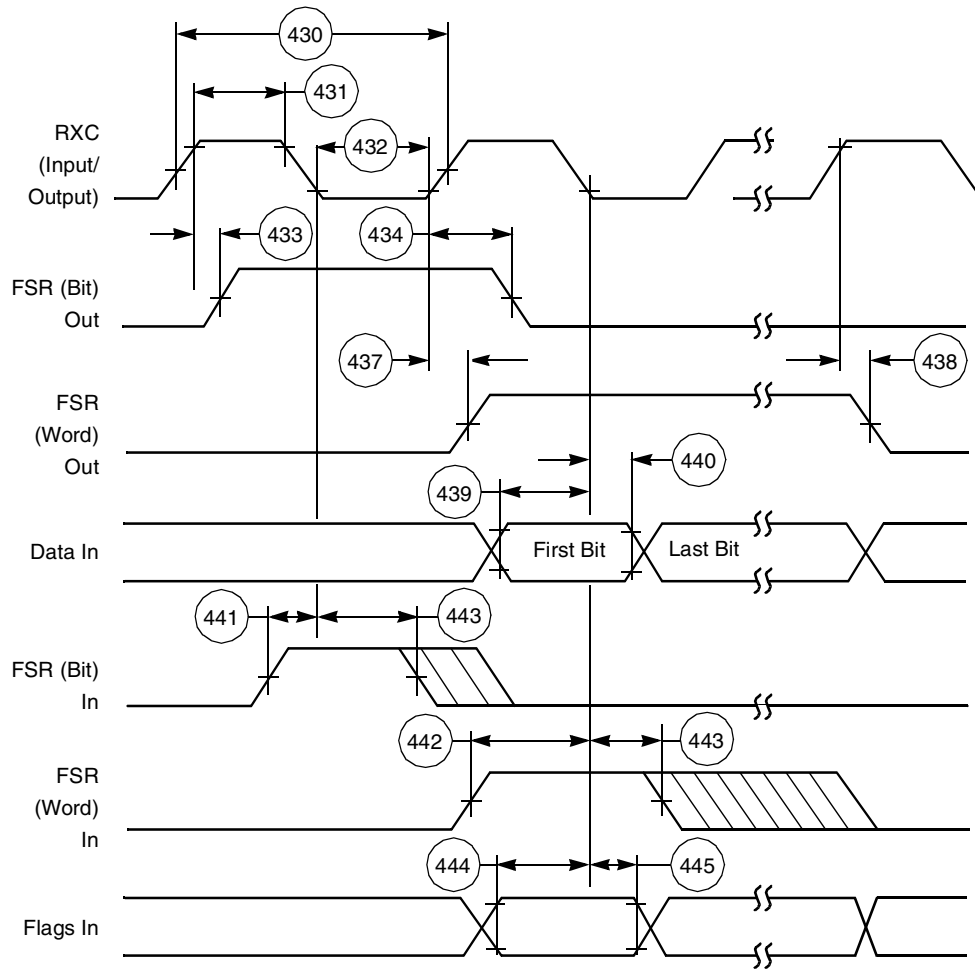 430
431
RXC
(Input/
Output)
432
433
434
FSR (Bit)
Out
437
438
FSR
(Word)
Out
440
439
Data In
First Bit
Last Bit
441
443
FSR (Bit)
In
442
443
FSR
(Word)
In
444
445
Flags In